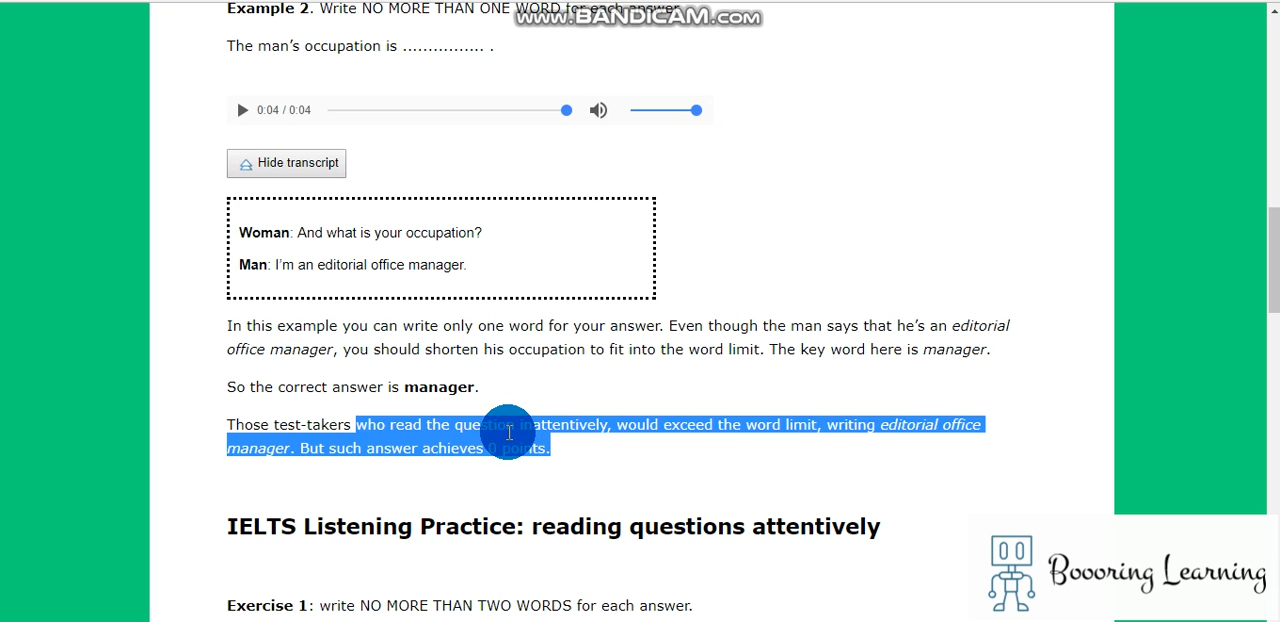 Example 2. Write NO MORE THAN ONE WORD for each answer.
www.BANDICAM.com
The man’s occupation is ................ .
0:04 / 0:04
Hide transcript
Woman: And what is your occupation?
Man: I’m an editorial office manager.
In this example you can write only one word for your answer. Even though the man says that he’s an editorial
office manager, you should shorten his occupation to fit into the word limit. The key word here is manager.
So the correct answer is manager.
Those test-takers who read the question inattentively, would exceed the word limit, writing editorial office
manager. But such answer achieves 0 points.
IELTS Listening Practice: reading questions attentively
Boooring Learning
Exercise 1: write NO MORE THAN TWO WORDS for each answer.